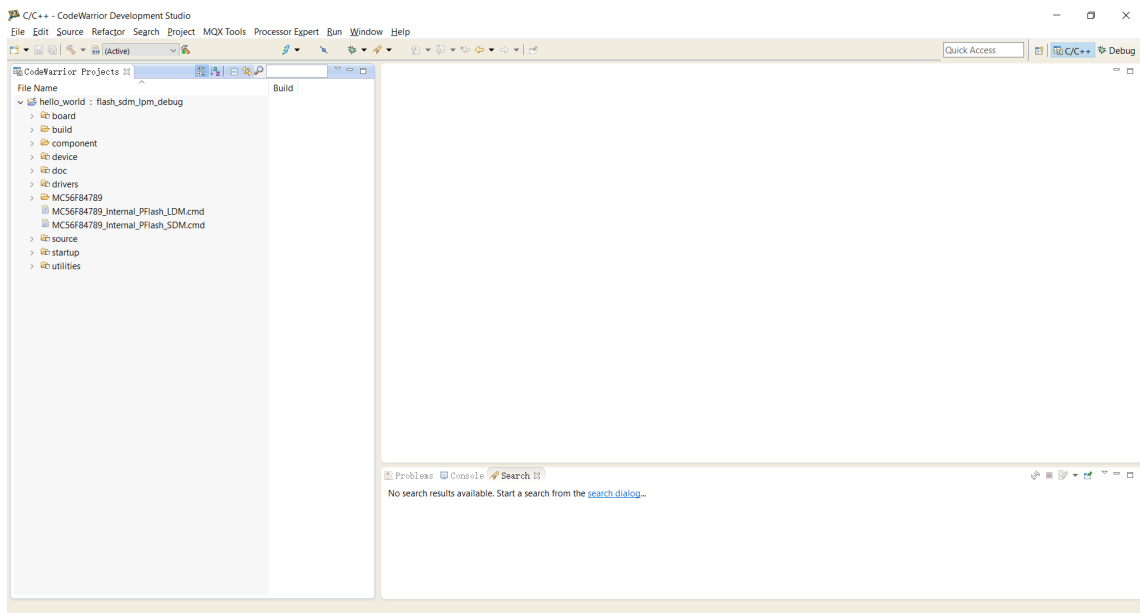 C/C++ - CodeWarrior Development Studio
File Edit Source Refactor Search Project MQX Tools Processor Expert Run Window Help
(Active)
Quick Access
C/C++
Debug
CodeWarrior Projects
File Name
Build
hello_world : flash_sdm_lpm_debug
board
build
component
device
doc
drivers
MC56F84789
MC56F84789_Internal_PFlash_LDM.cmd
MC56F84789_Internal_PFlash_SDM.cmd
source
startup
utilities
Problems Console Search
No search results available. Start a search from the search dialog...